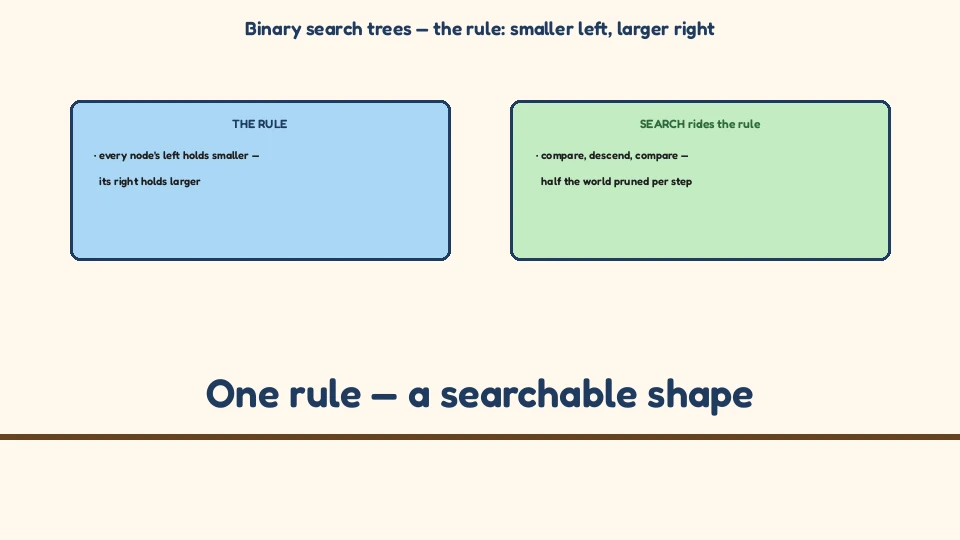 Binary search trees — the rule: smaller left, larger right
THE RULE
· every node's left holds smaller —
its right holds larger
SEARCH rides the rule
· compare, descend, compare —
half the world pruned per step
One rule — a searchable shape